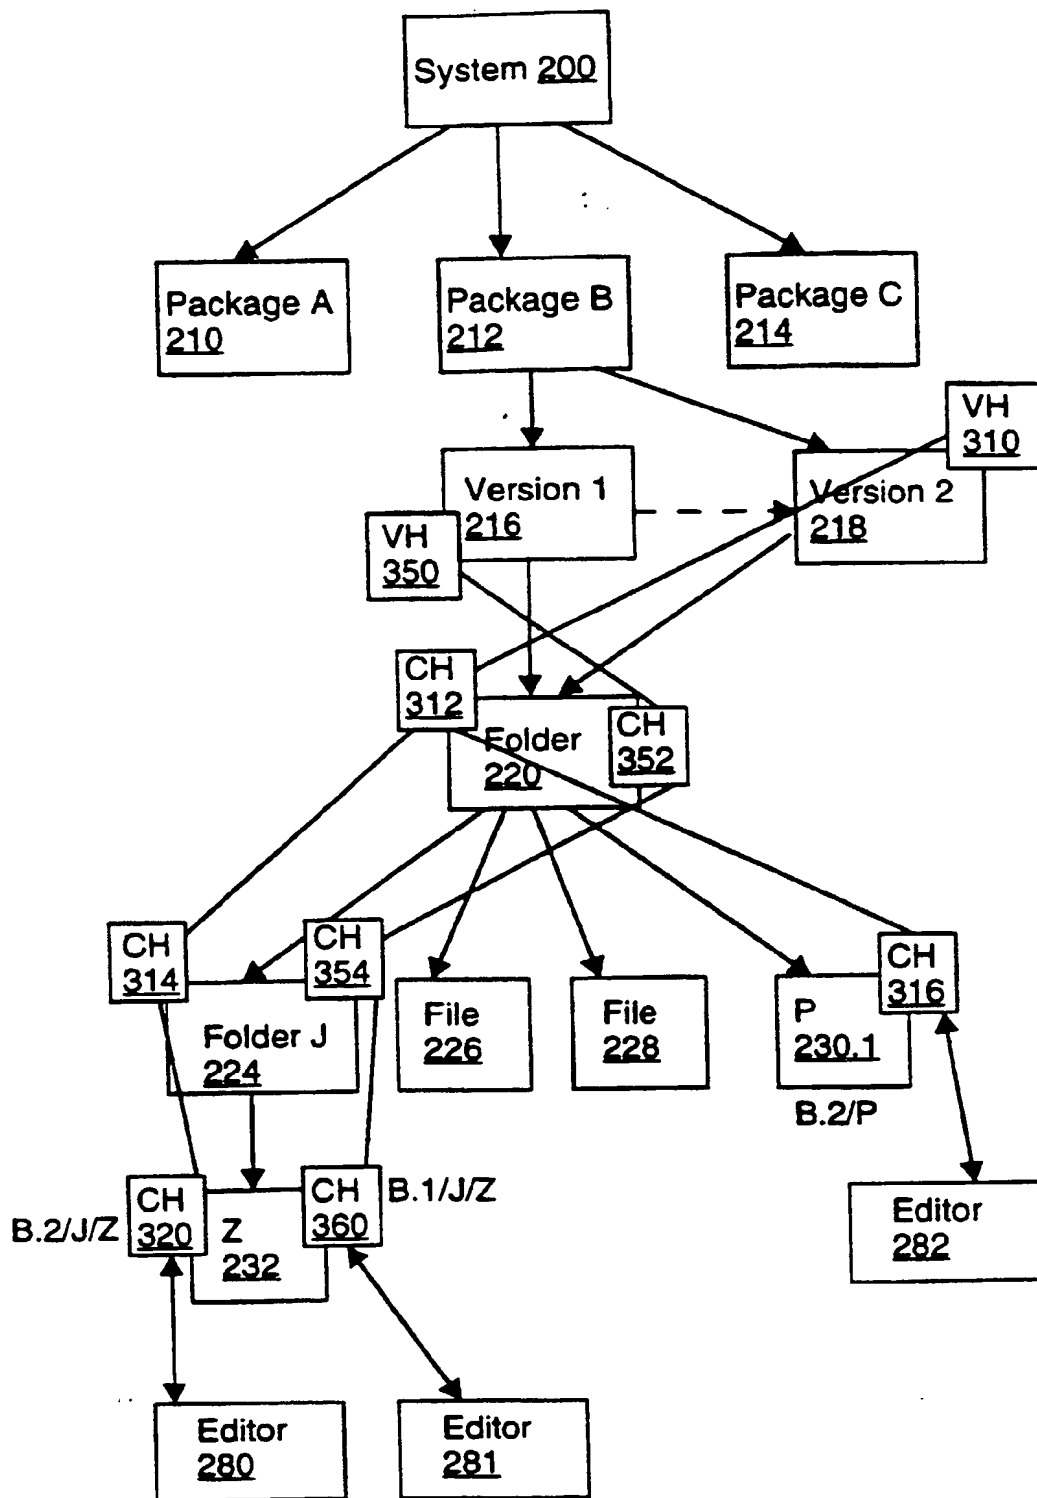 System 200
Package A
210
Package B
212
Package C
214
VH
310
Version 1
216
Version 2
218
VH
350
CH
312
Folder
220
CH
352
CH
314
CH
354
Folder J
224
File
226
File
228
P
230.1
CH
316
B.2/P
B.2/J/Z
CH
320
Z
232
CH
360
B.1/J/Z
Editor
282
Editor
280
Editor
281